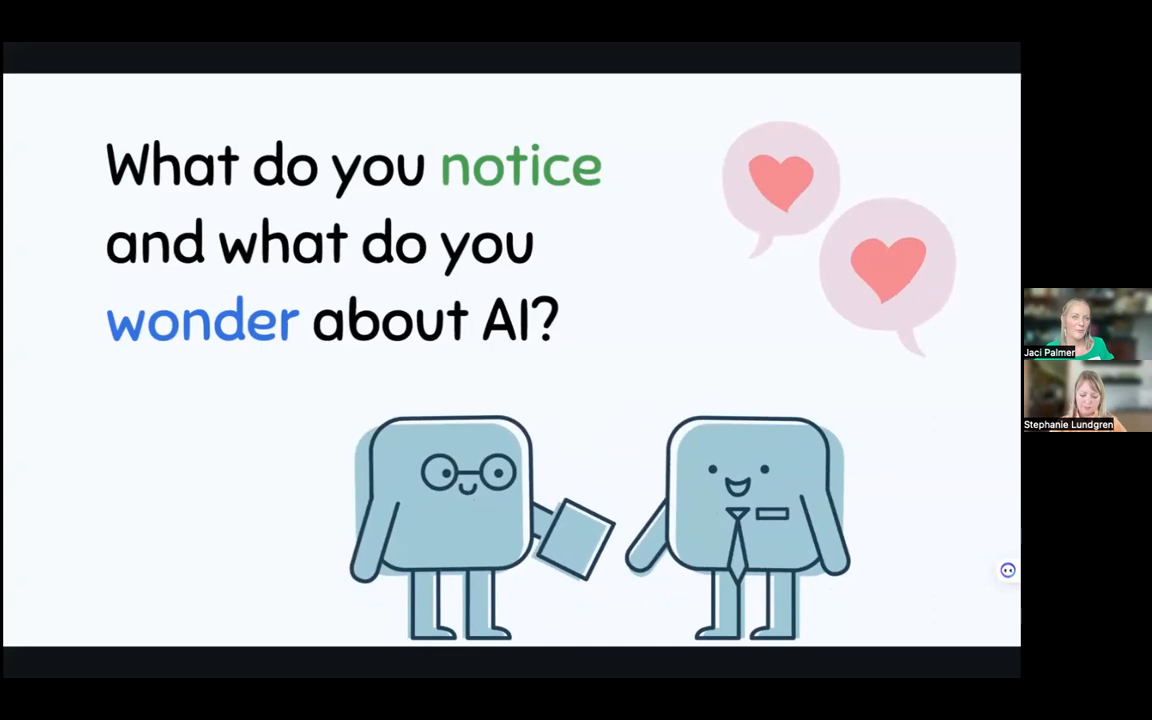 What do you notice
and what do you
wonder about AI?
Jaci Palmer
Stephanie Lundgren